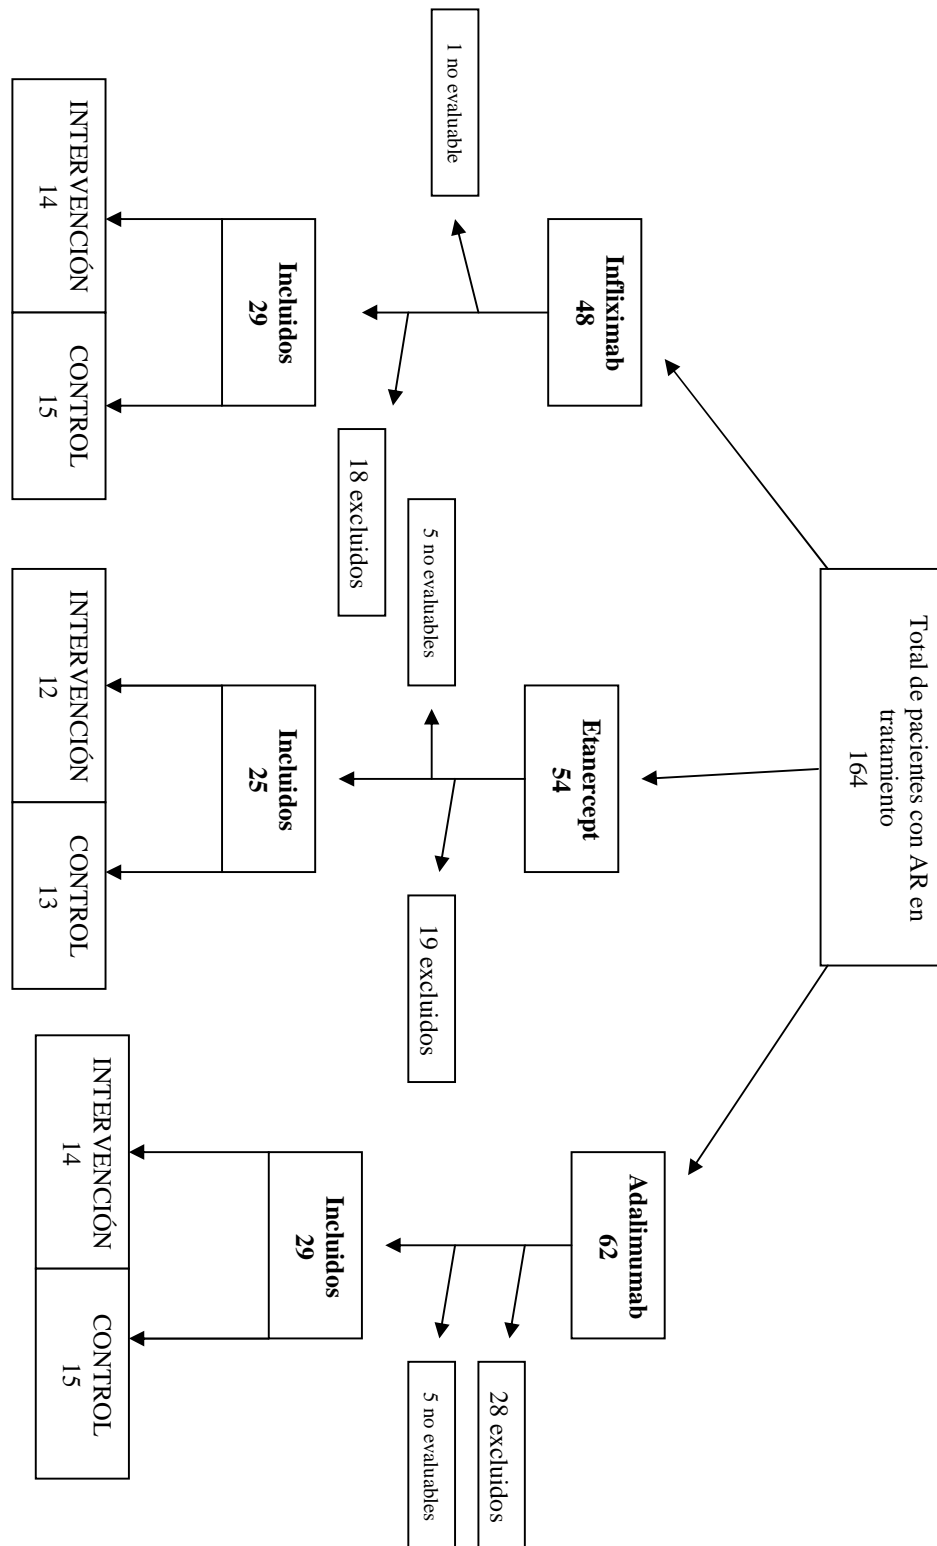 Total de pacientes con AR en
tratamiento
164
Infliximab
48
Etanercept
54
Adalimumab
62
1 no evaluable
18 excluidos
5 no evaluables
19 excluidos
28 excluidos
5 no evaluables
Incluidos
29
Incluidos
25
Incluidos
29
INTERVENCIÓN
14
CONTROL
15
INTERVENCIÓN
12
CONTROL
13
INTERVENCIÓN
14
CONTROL
15